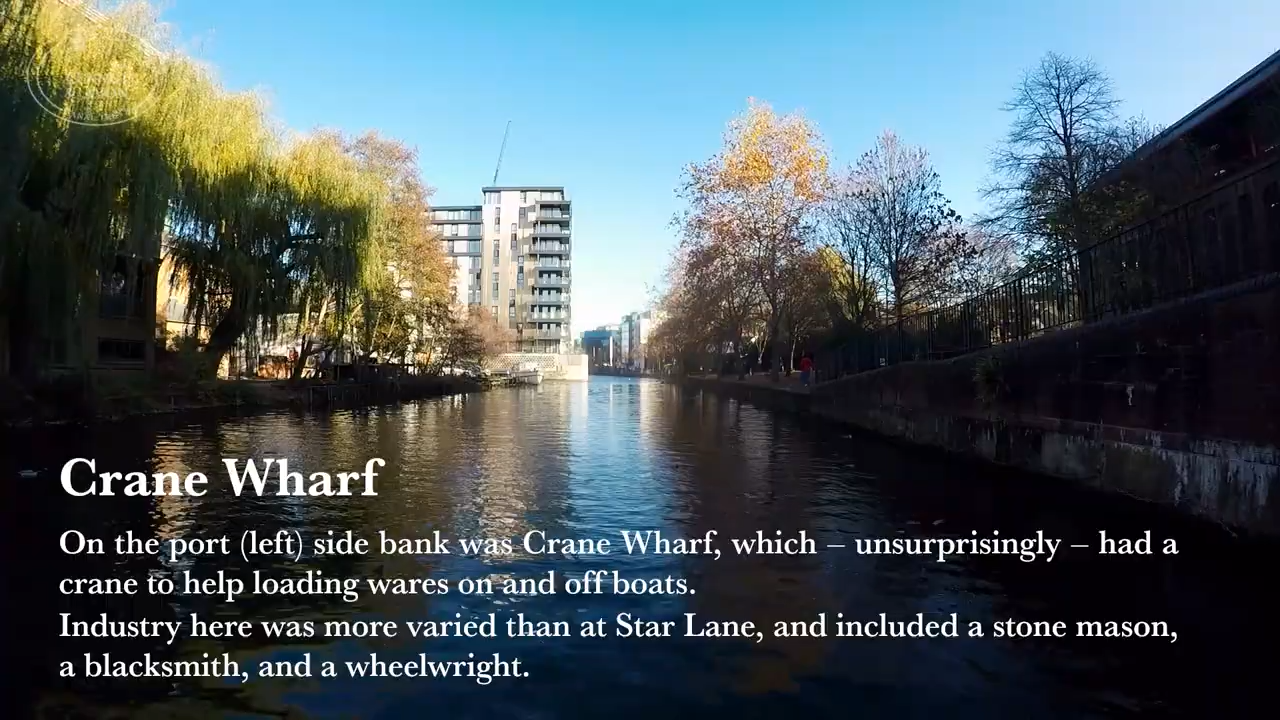 Crane Wharf
On the port (left) side bank was Crane Wharf, which – unsurprisingly – had a
crane to help loading wares on and off boats.
Industry here was more varied than at Star Lane, and included a stone mason,
a blacksmith, and a wheelwright.